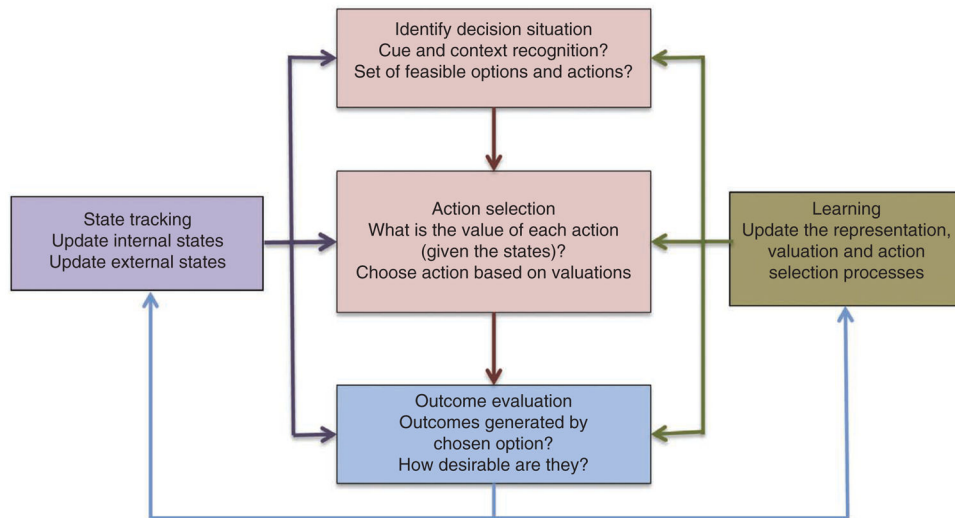 Identify decision situation
Cue and context recognition?
Set of feasible options and actions?
State tracking
Update internal states
Update external states
Action selection
What is the value of each action
(given the states)?
Choose action based on valuations
Learning
Update the representation,
valuation and action
selection processes
Outcome evaluation
Outcomes generated by
chosen option?
How desirable are they?